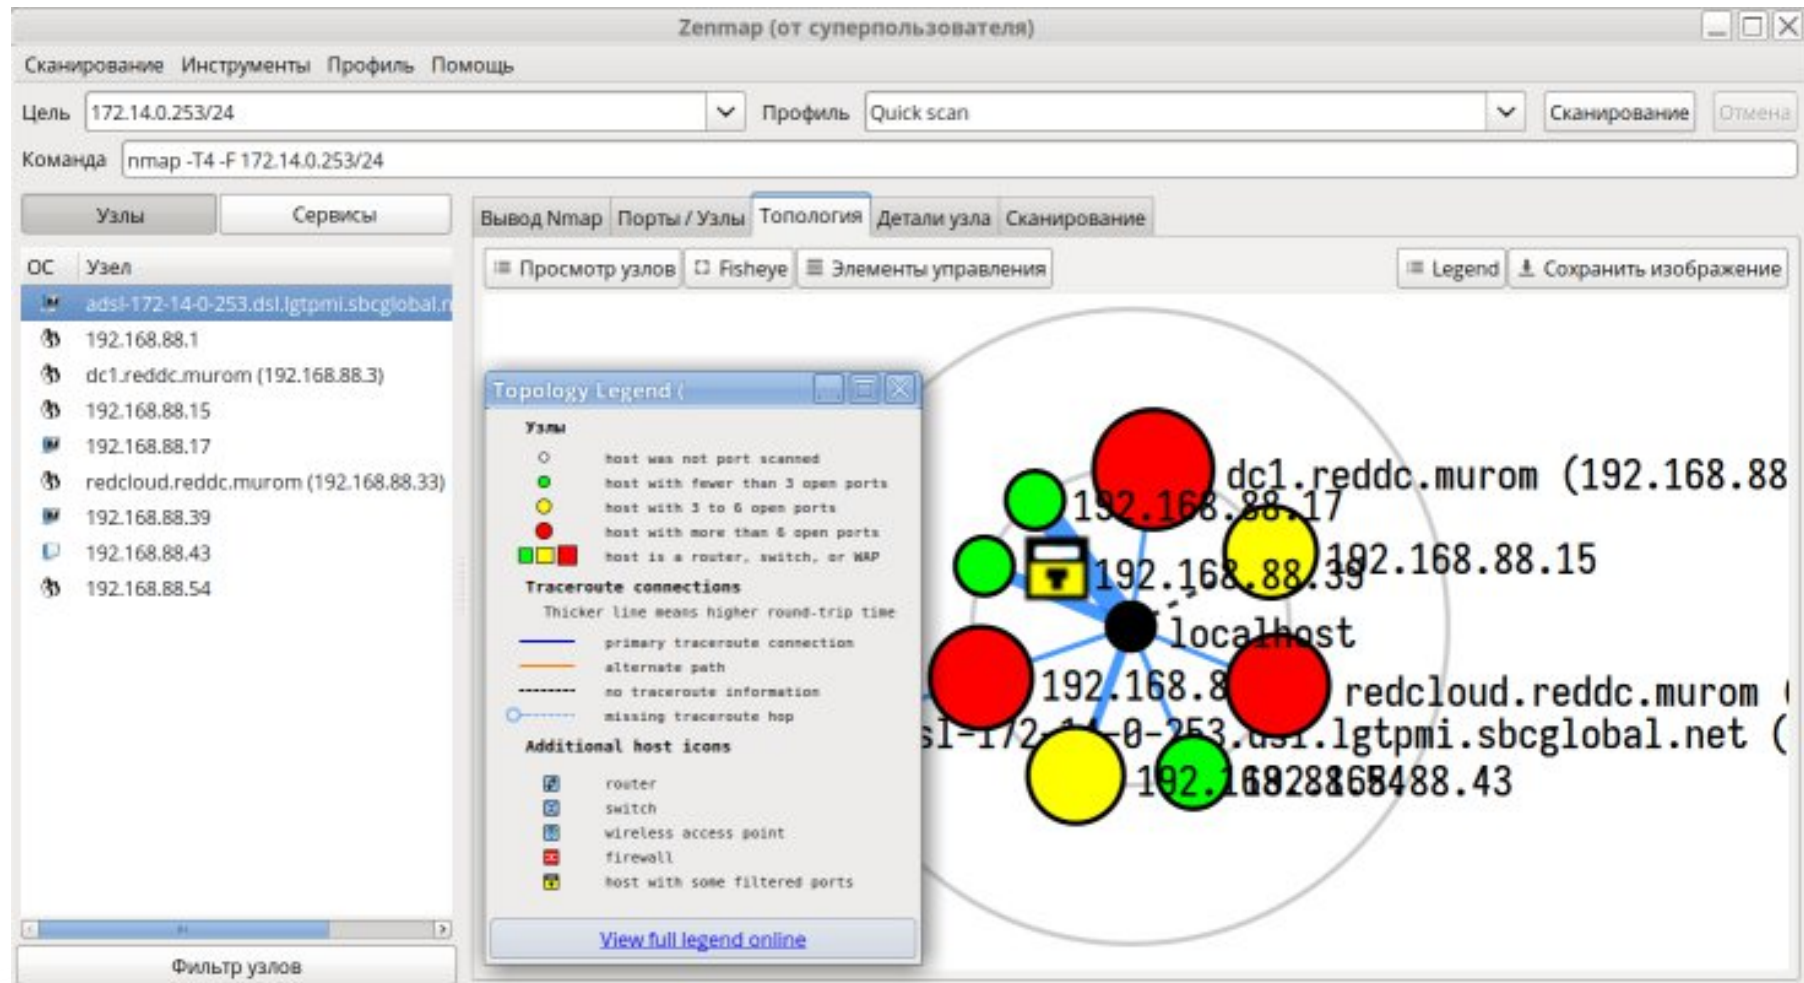 Zenmap (от суперпользователя)
Сканирование Инструменты Профиль Помощь
Цель 172.14.0.253/24 Профиль Quick scan Сканирование Отмена
Команда nmap -T4 -F 172.14.0.253/24
Узлы Сервисы
Вывод Nmap Порты / Узлы Топология Детали узла Сканирование
Просмотр узлов Fisheye Элементы управления Legend Сохранить изображение
ОС Узел
adsl-172-14-0-253.dsl.lgtpmi.sbcglobal.n
192.168.88.1
dc1.reddc.murom (192.168.88.3)
192.168.88.15
192.168.88.17
redcloud.reddc.murom (192.168.88.33)
192.168.88.39
192.168.88.43
192.168.88.54
Фильтр узлов
Topology Legend (
Узлы
host was not port scanned
host with fewer than 3 open ports
host with 3 to 6 open ports
host with more than 6 open ports
host is a router, switch, or WAP
Traceroute connections
Thicker line means higher round-trip time
primary traceroute connection
alternate path
no traceroute information
missing traceroute hop
Additional host icons
router
switch
wireless access point
firewall
host with some filtered ports
View full legend online
dc1.reddc.murom (192.168.88
192.168.88.17
192.168.88.15
192.168.88.39
localhost
192.168.8
redcloud.reddc.murom (
sl-172-14-0-253.dsl.lgtpmi.sbcglobal.net (